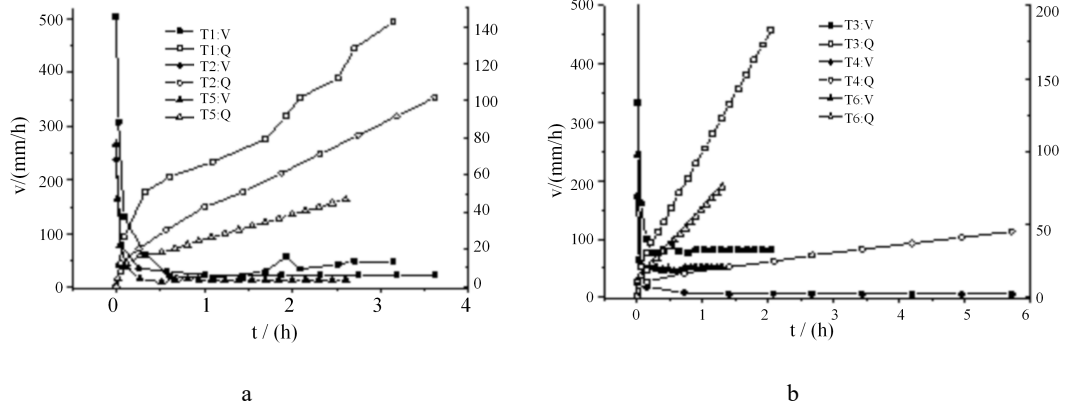 500
400
300
200
100
0
v/(mm/h)
T1:V
T1:Q
T2:V
T2:Q
T5:V
T5:Q
140
120
100
80
60
40
20
0
0 1 2 3 4
t / (h)
a
500
400
300
200
100
0
v/(mm/h)
T3:V
T3:Q
T4:V
T4:Q
T6:V
T6:Q
200
150
100
50
0
0 1 2 3 4 5 6
t / (h)
b